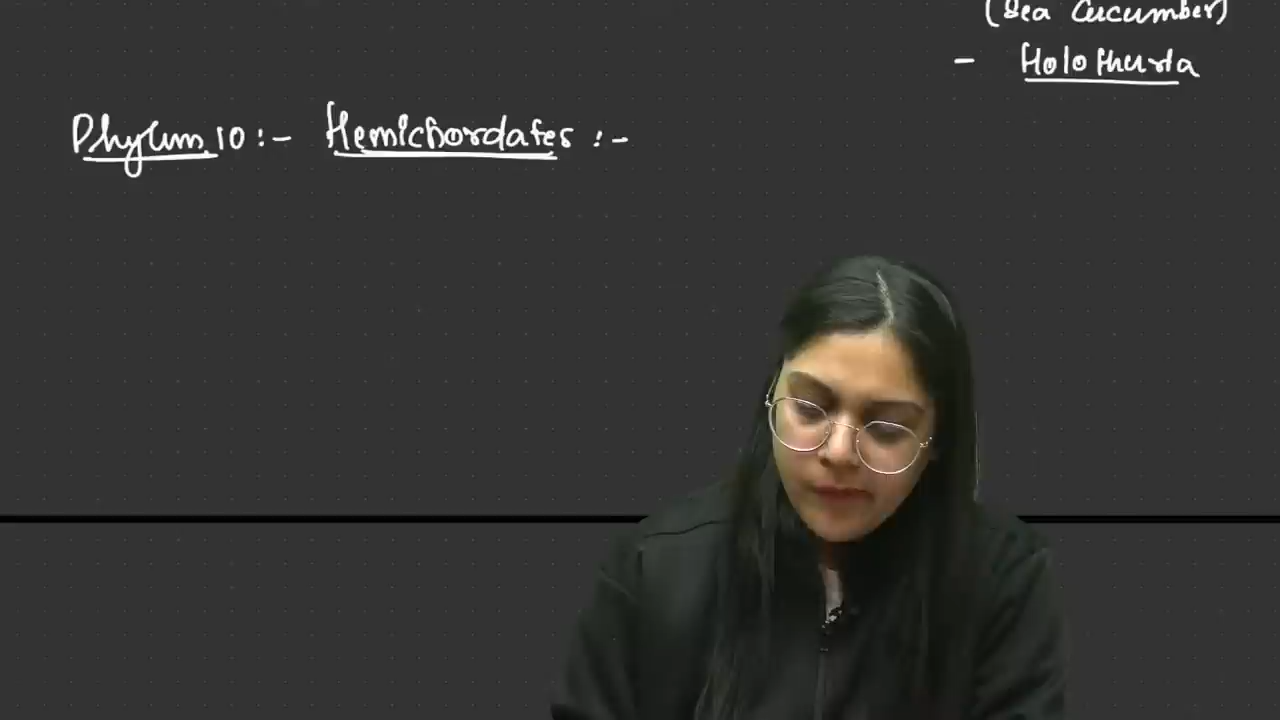 (Sea Cucumber)
- Holothuria
Phylum 10 :- Hemichordates :-